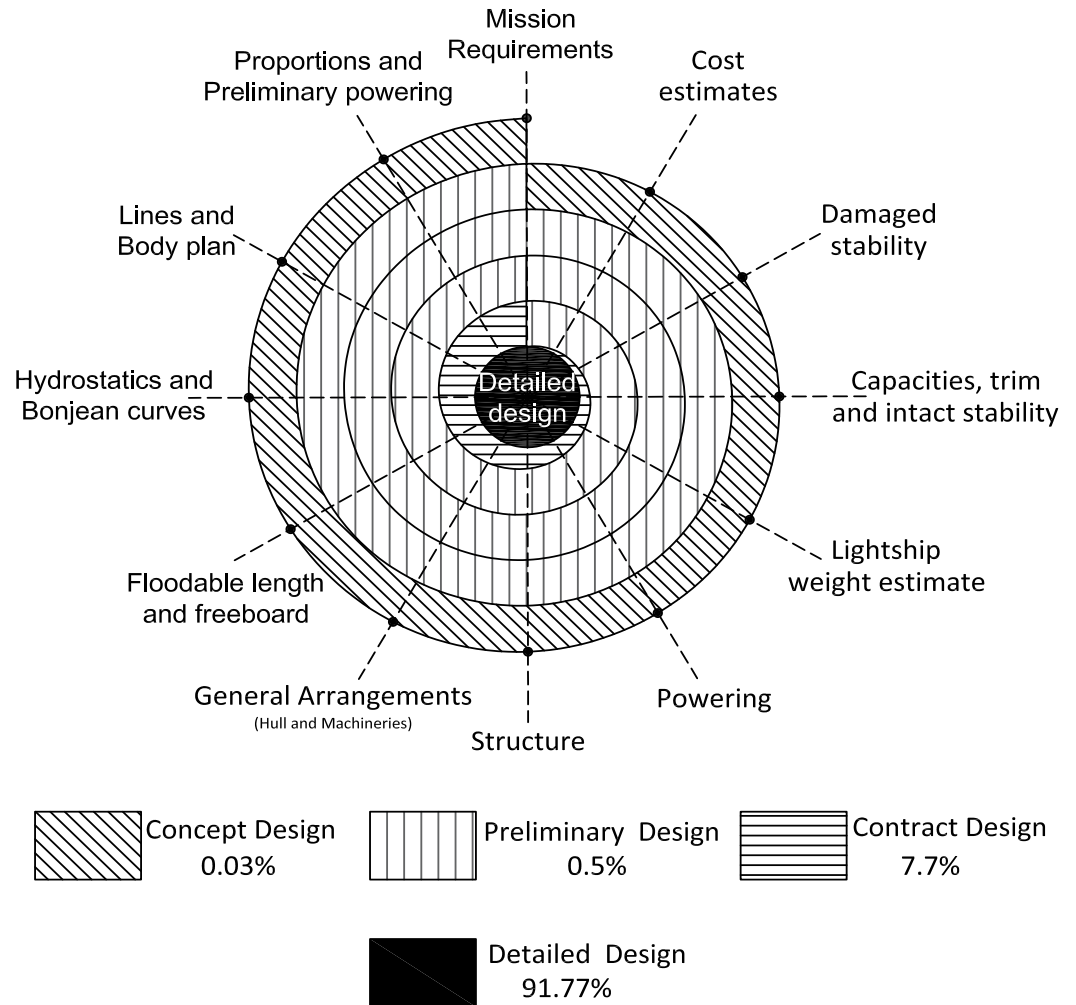 Mission
Requirements
Proportions and
Preliminary powering
Cost
estimates
Lines and
Body plan
Damaged
stability
Hydrostatics and
Bonjean curves
Detailed
design
Capacities, trim
and intact stability
Floodable length
and freeboard
Lightship
weight estimate
General Arrangements
(Hull and Machineries)
Powering
Structure
Concept Design
0.03%
Preliminary Design
0.5%
Contract Design
7.7%
Detailed Design
91.77%